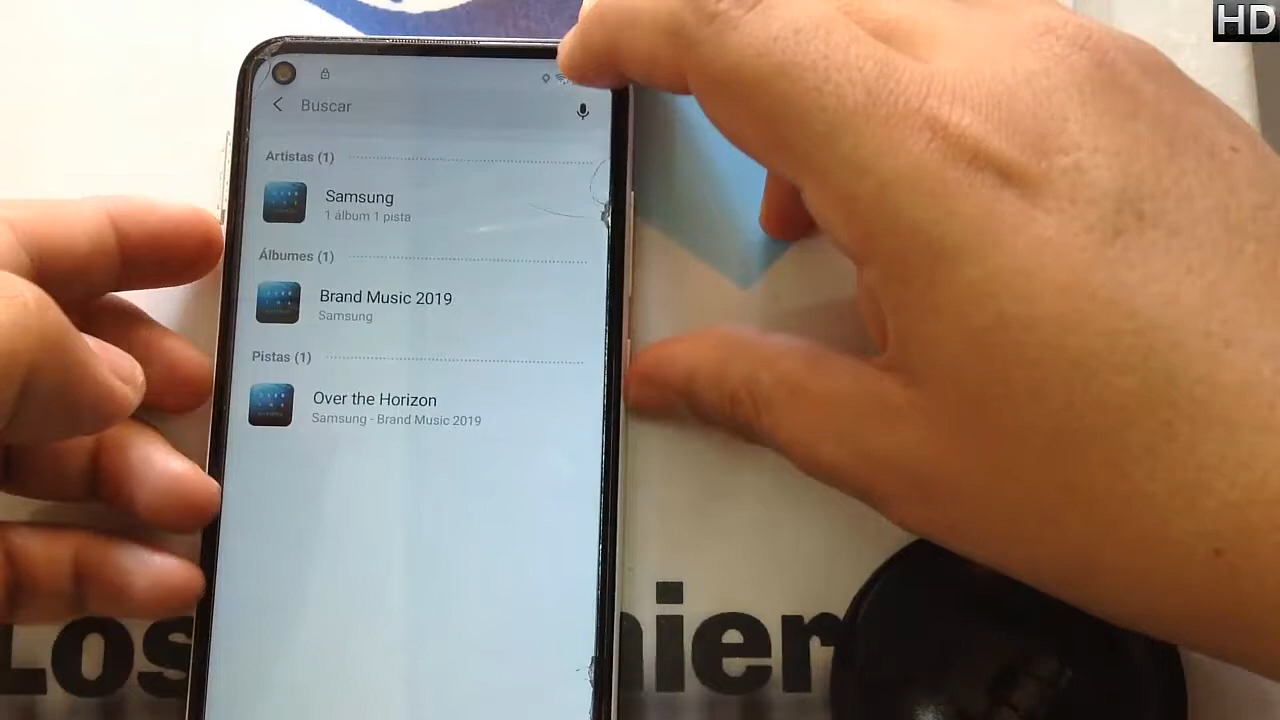 HD
Buscar
Artistas (1)
Samsung
1 álbum 1 pista
Álbumes (1)
Brand Music 2019
Samsung
Pistas (1)
Over the Horizon
Samsung - Brand Music 2019
Los
nier